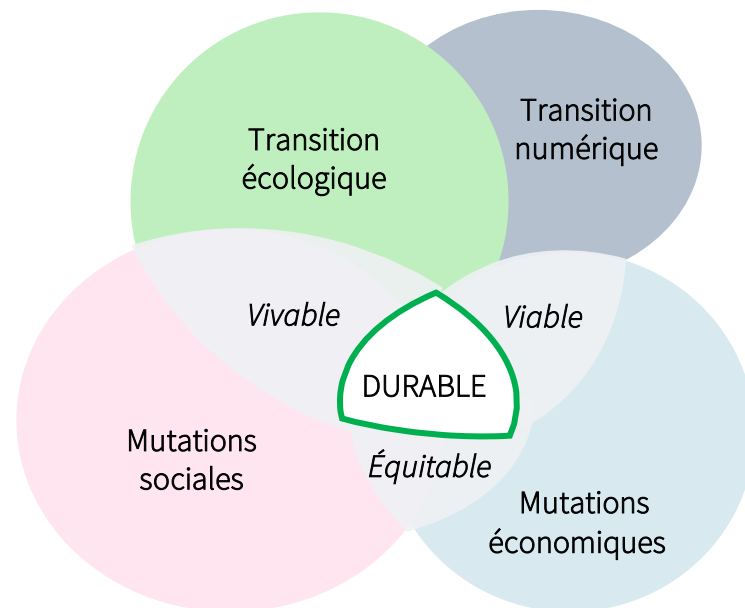 Transition
écologique
Transition
numérique
Vivable
Viable
DURABLE
Mutations
sociales
Équitable
Mutations
économiques